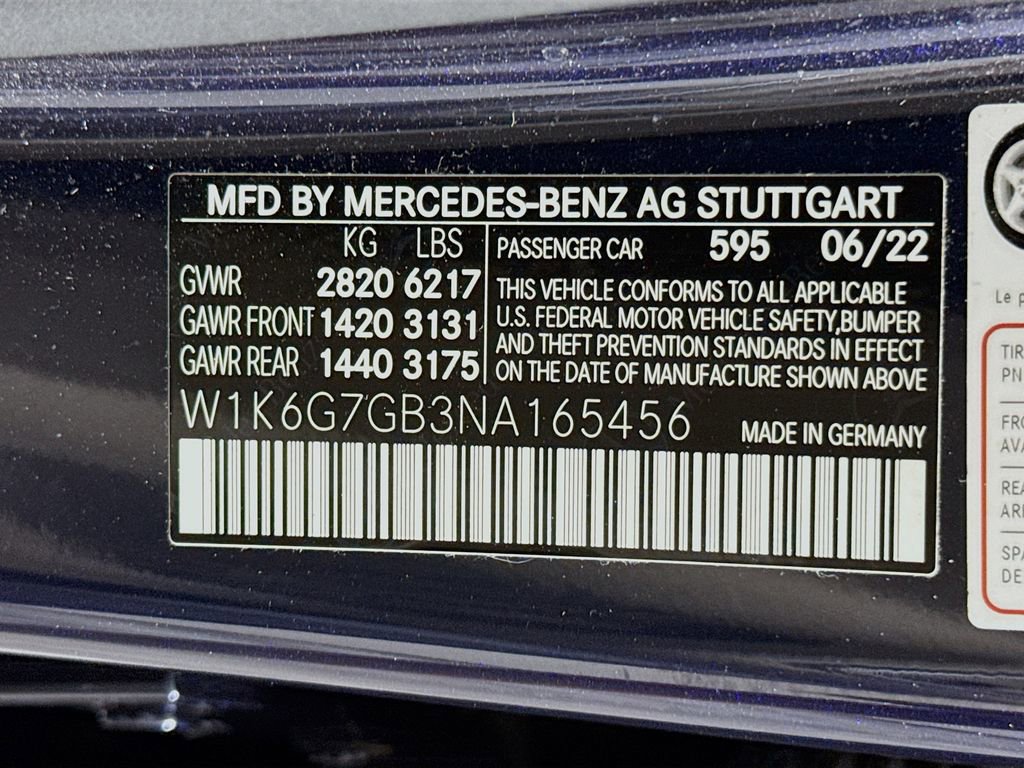 MFD BY MERCEDES-BENZ AG STUTTGART
KG LBS
GVWR 2820 6217
GAWR FRONT 1420 3131
GAWR REAR 1440 3175
PASSENGER CAR 595 06/22
THIS VEHICLE CONFORMS TO ALL APPLICABLE
U.S. FEDERAL MOTOR VEHICLE SAFETY,BUMPER
AND THEFT PREVENTION STANDARDS IN EFFECT
ON THE DATE OF MANUFACTURE SHOWN ABOVE
W1K6G7GB3NA165456
MADE IN GERMANY
Le